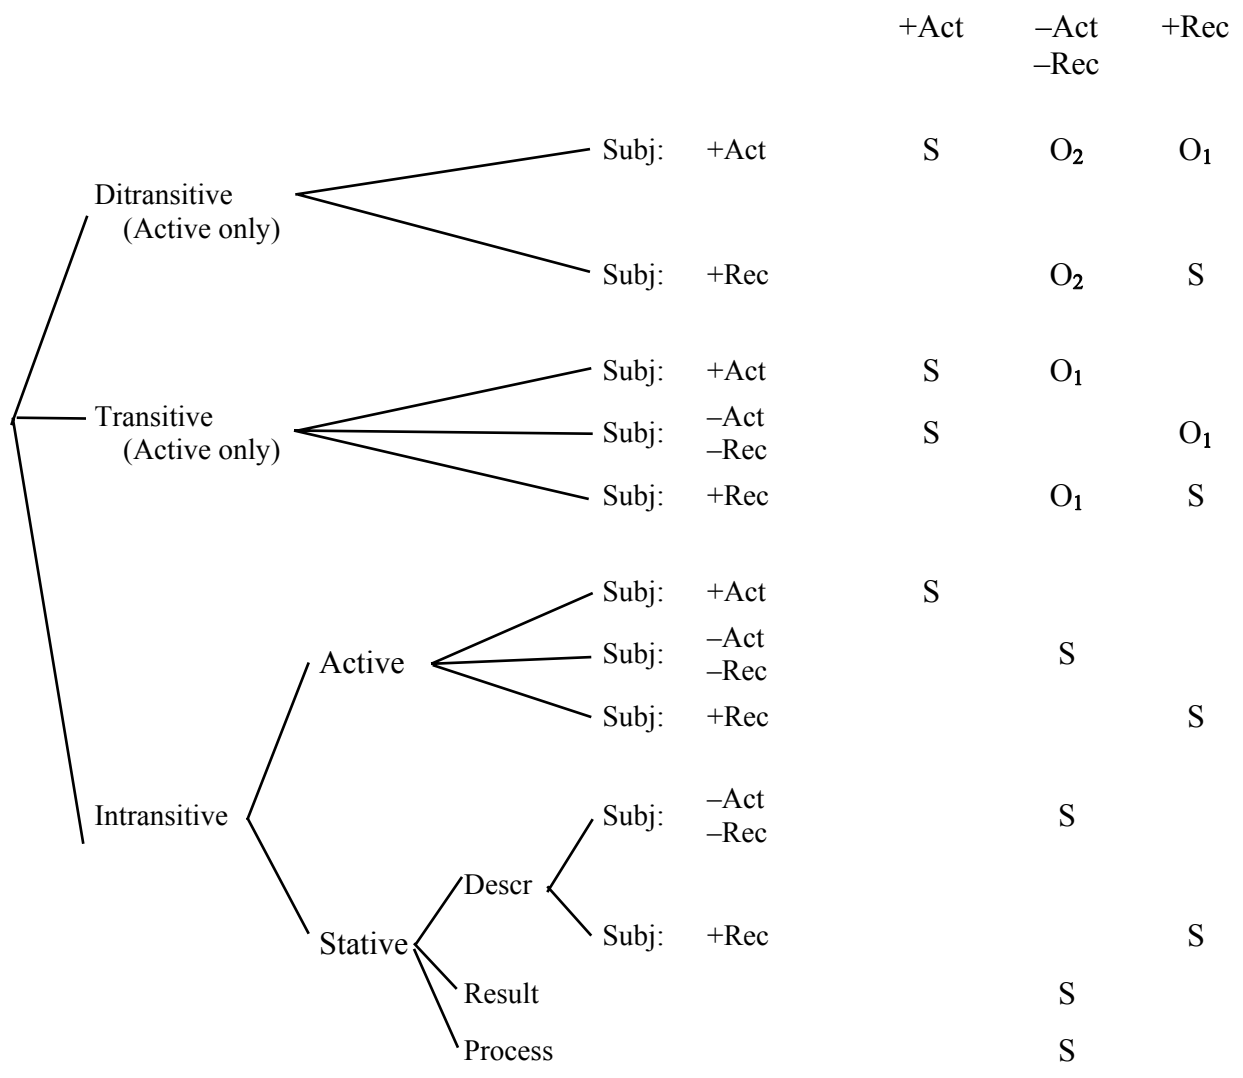 +Act –Act +Rec
–Rec
Subj: +Act S O₂ O₁
Ditransitive
(Active only)
Subj: +Rec O₂ S
Subj: +Act S O₁
Transitive
(Active only)
Subj: –Act
–Rec S O₁
Subj: +Rec O₁ S
Subj: +Act S
Active
Subj: –Act
–Rec S
Subj: +Rec S
Intransitive
Subj: –Act
–Rec S
Descr
Stative
Subj: +Rec S
Result S
Process S